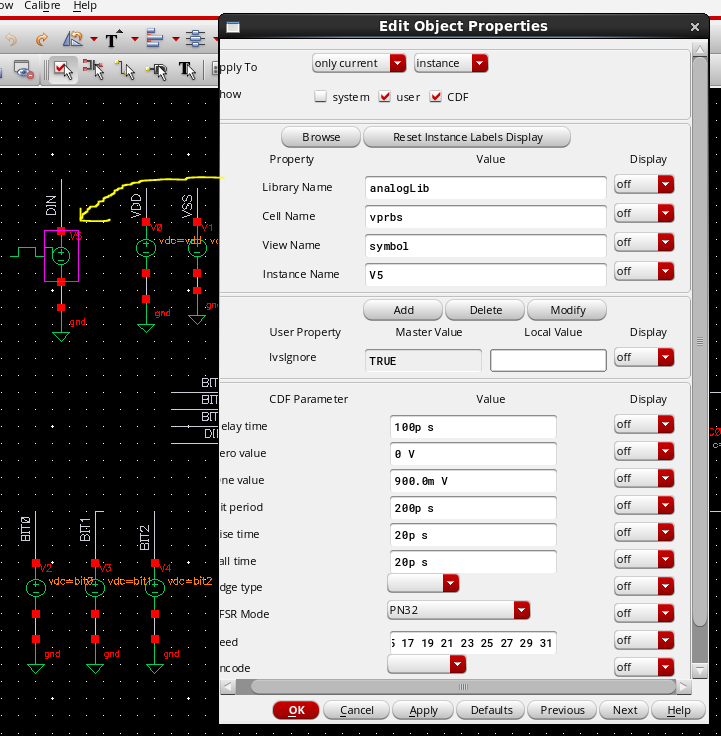 ow Calibre Help
Edit Object Properties
pply To only current instance
how system user CDF
Browse Reset Instance Labels Display
Property Value Display
Library Name analogLib off
Cell Name vprbs off
View Name symbol off
Instance Name V5 off
Add Delete Modify
User Property Master Value Local Value Display
lvsIgnore TRUE off
CDF Parameter Value Display
elay time 100p s off
ero value 0 V off
ne value 900.0m V off
it period 200p s off
ise time 20p s off
all time 20p s off
dge type off
FSR Mode PN32 off
eed 17 19 21 23 25 27 29 31 off
ncode off
OK Cancel Apply Defaults Previous Next Help
DIN
V5
gnd
VDD
V0
vdc=vdd
gnd
VSS
V1
gnd
BIT
BIT
BIT
DI
BIT0
V2
vdc=bit0
gnd
BIT1
V3
vdc=bit1
gnd
BIT2
V4
vdc=bit2
gnd